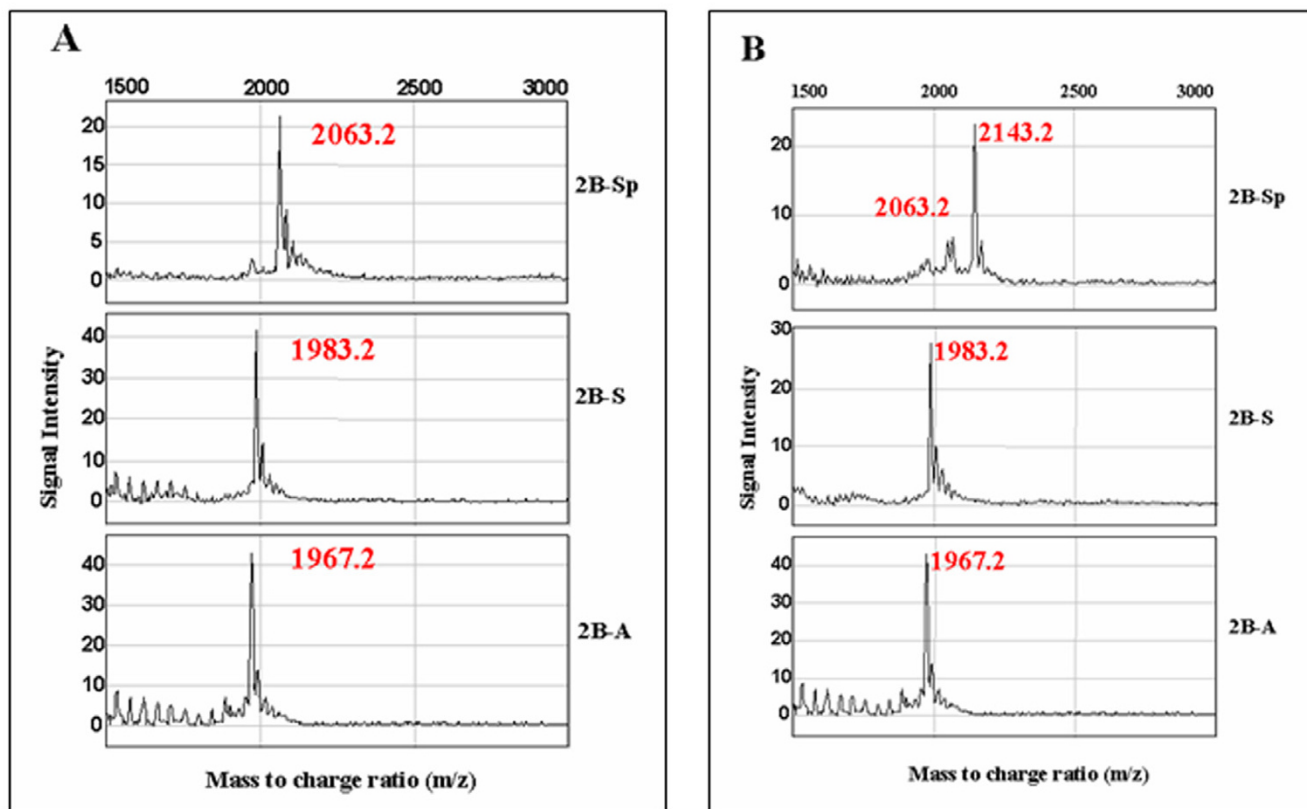 A
1500 2000 2500 3000
20
15
10
5
0
2063.2
2B-Sp
40
30
20
10
0
1983.2
2B-S
Signal Intensity
40
30
20
10
0
1967.2
2B-A
Mass to charge ratio (m/z)
B
1500 2000 2500 3000
20
10
0
2143.2
2063.2
2B-Sp
30
20
10
0
1983.2
2B-S
Signal Intensity
40
30
20
10
0
1967.2
2B-A
Mass to charge ratio (m/z)